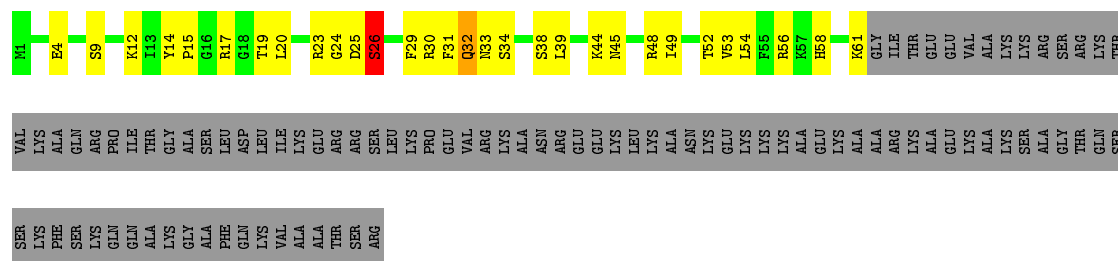 M1 E4 S9 K12 I13 Y14 P15 G16 R17 G18 T19 L20 R23 G24 D25 S26 F29 R30 F31 Q32 N33 S34 S38 L39 K44 N45 R48 I49 T52 V53 L54 F55 R56 K57 H58 K61 GLY ILE THR GLU GLU VAL ALA LYS LYS ARG SER ARG LYS THR
VAL LYS ALA GLN ARG PRO ILE THR GLY ALA SER LEU ASP LEU ILE LYS GLU ARG ARG SER LEU LYS PRO GLU VAL ARG LYS ALA ASN ARG GLU GLU LYS LEU LYS ALA ASN LYS GLU LYS LYS LYS ALA GLU LYS ALA ALA ARG LYS ALA GLU LYS ALA LYS SER ALA GLY THR GLN SER
SER LYS PHE SER LYS GLN GLN ALA LYS GLY ALA PHE GLN LYS VAL ALA ALA THR SER ARG